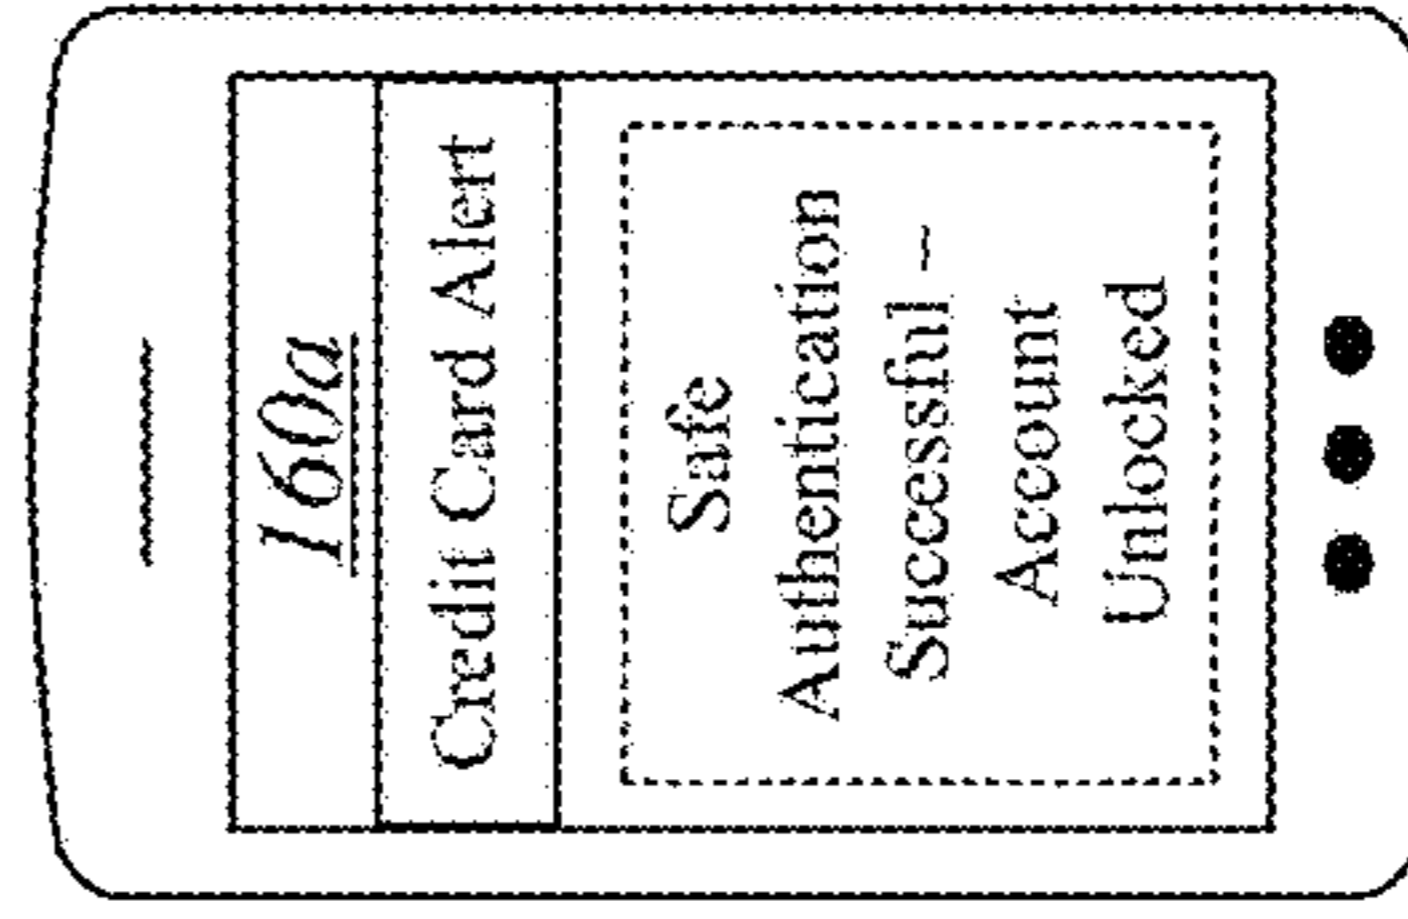 160a
Credit Card Alert
Safe
Authentication
Successful –
Account
Unlocked